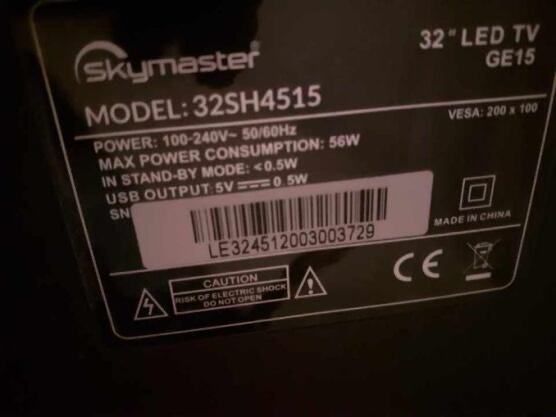 Skymaster
32" LED TV
GE15
MODEL: 32SH4515
VESA: 200 x 100
POWER: 100-240V~ 50/60Hz
MAX POWER CONSUMPTION: 56W
IN STAND-BY MODE: <0.5W
USB OUTPUT: 5V 0.5W
SN
LE324512003003729
MADE IN CHINA
CAUTION
RISK OF ELECTRIC SHOCK
DO NOT OPEN
CE